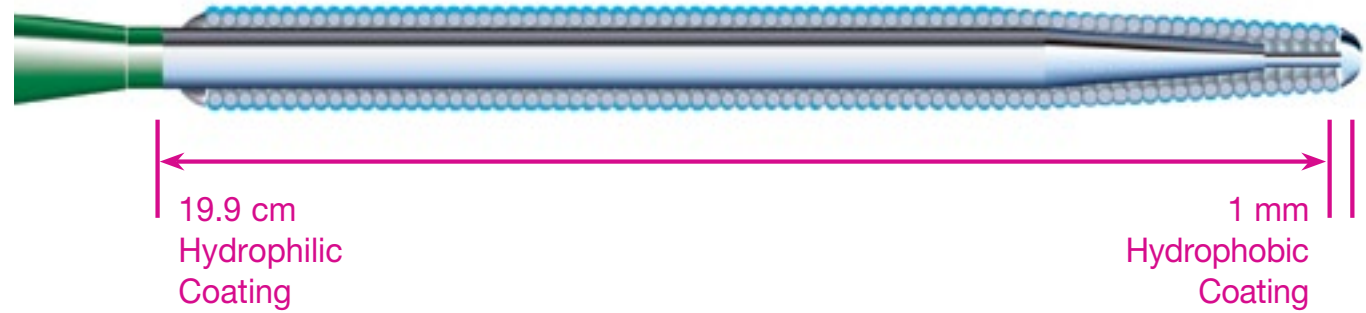 19.9 cm
Hydrophilic
Coating
1 mm
Hydrophobic
Coating